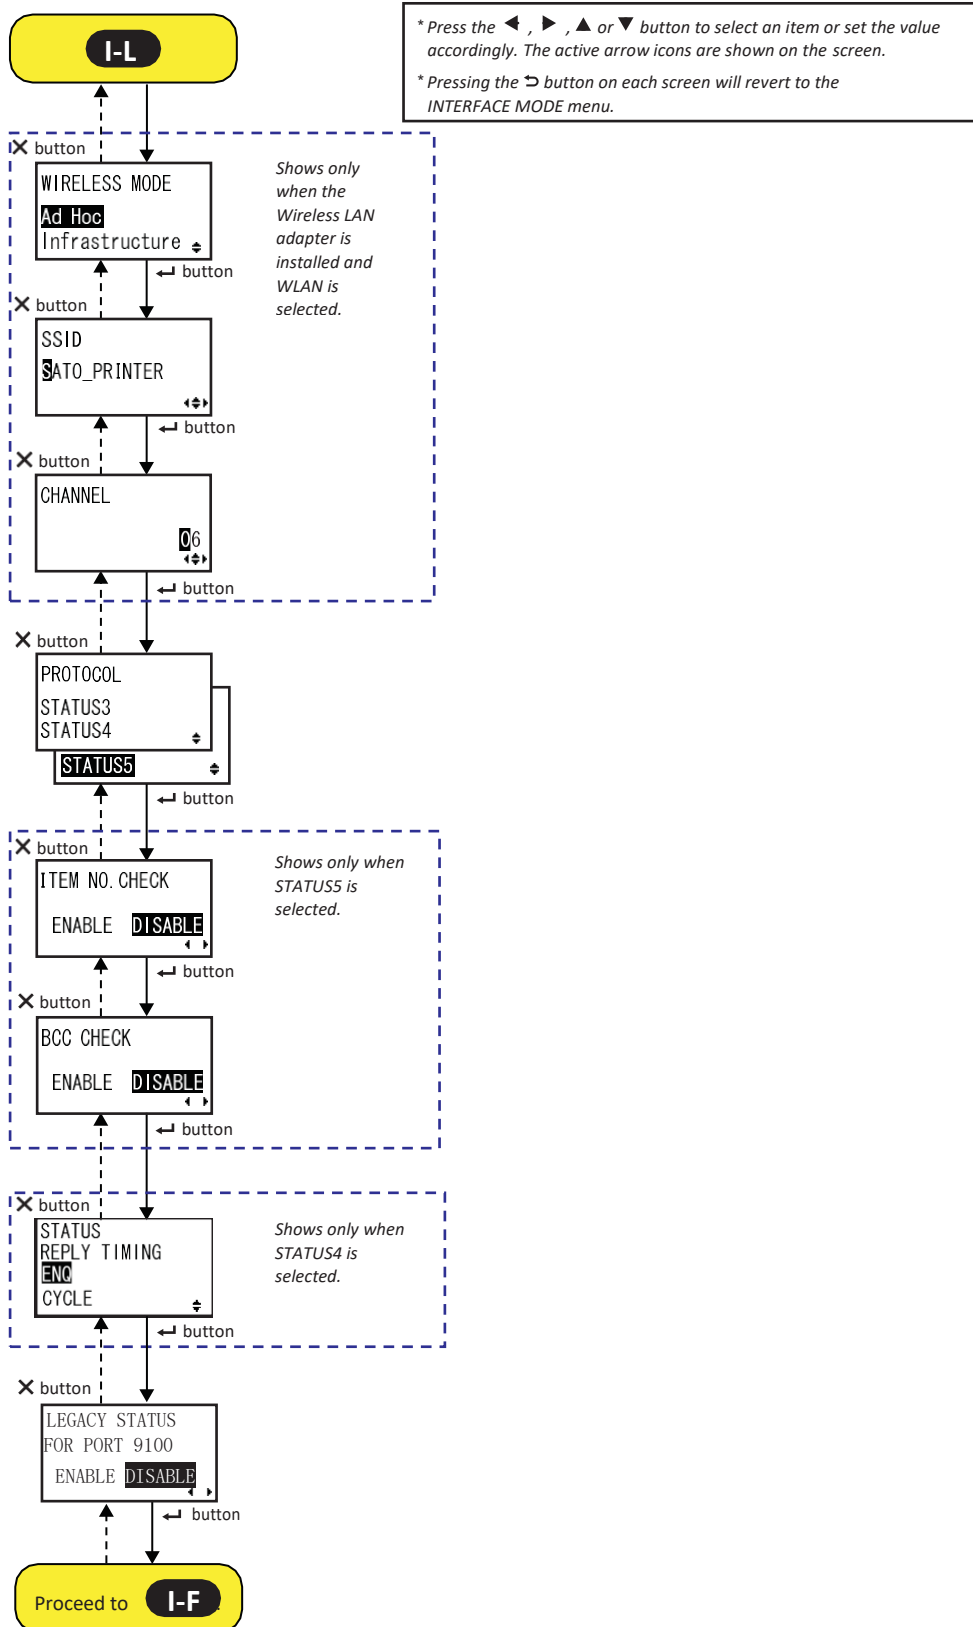 I-L
* Press the ◀ , ▶ , ▲ or ▼ button to select an item or set the value
accordingly. The active arrow icons are shown on the screen.
* Pressing the ⮌ button on each screen will revert to the
INTERFACE MODE menu.
✕ button
WIRELESS MODE
Ad Hoc
Infrastructure
Shows only
when the
Wireless LAN
adapter is
installed and
WLAN is
selected.
↵ button
✕ button
SSID
SATO_PRINTER
↵ button
✕ button
CHANNEL
06
↵ button
✕ button
PROTOCOL
STATUS3
STATUS4
STATUS5
↵ button
✕ button
ITEM NO. CHECK
ENABLE DISABLE
Shows only when
STATUS5 is
selected.
↵ button
✕ button
BCC CHECK
ENABLE DISABLE
↵ button
✕ button
STATUS
REPLY TIMING
ENQ
CYCLE
Shows only when
STATUS4 is
selected.
↵ button
✕ button
LEGACY STATUS
FOR PORT 9100
ENABLE DISABLE
↵ button
Proceed to I-F